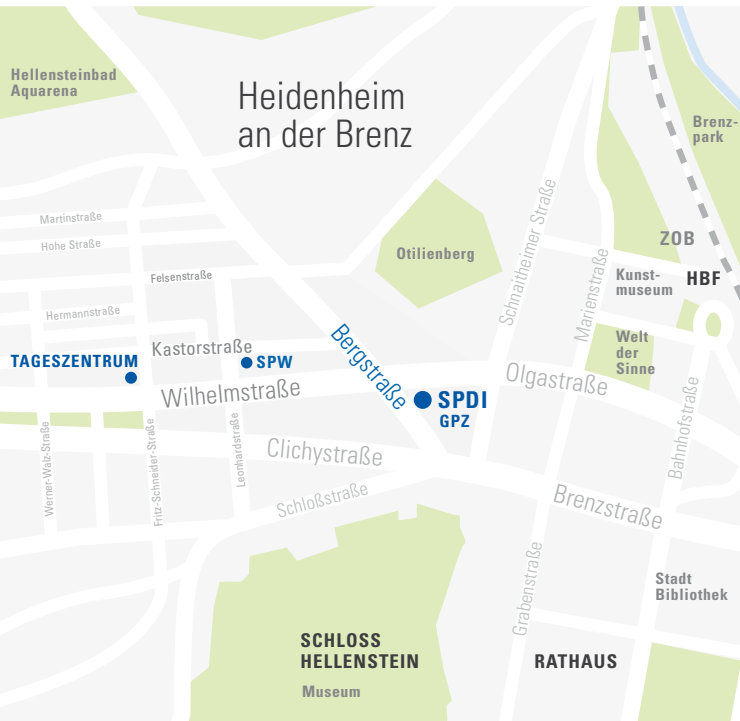 Hellensteinbad
Aquarena
Heidenheim
an der Brenz
Brenz-
park
Martinstraße
Hohe Straße
Felsenstraße
Hermannstraße
Otilienberg
Schnaitheimer Straße
Marienstraße
ZOB
Kunst-
museum
HBF
TAGESZENTRUM
Kastorstraße
SPW
Bergstraße
Welt
der
Sinne
Wilhelmstraße
Olgastraße
SPDI
GPZ
Bahnhofstraße
Werner-Walz-Straße
Fritz-Schneider-Straße
Leonhardstraße
Clichystraße
Schloßstraße
Brenzstraße
Grabenstraße
Stadt
Bibliothek
SCHLOSS
HELLENSTEIN
Museum
RATHAUS